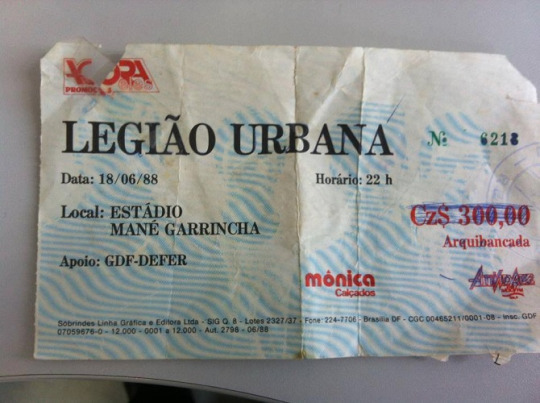 PROMOÇÕES
LEGIÃO URBANA
Nº 6218
Data: 18/06/88
Horário: 22 h
Local: ESTÁDIO
MANÉ GARRINCHA
Cz$ 300,00
Arquibancada
Apoio: GDF-DEFER
mônica
Calçados
Sobrindes Linha Gráfica e Editora Ltda - SIG Q. 8 - Lotes 2327/37 - Fone: 224-7706 - Brasília DF - CGC 00465211/0001-08 - Insc. GDF
07059676-0 - 12.000 - 0001 a 12.000 - Aut. 2798 - 06/88